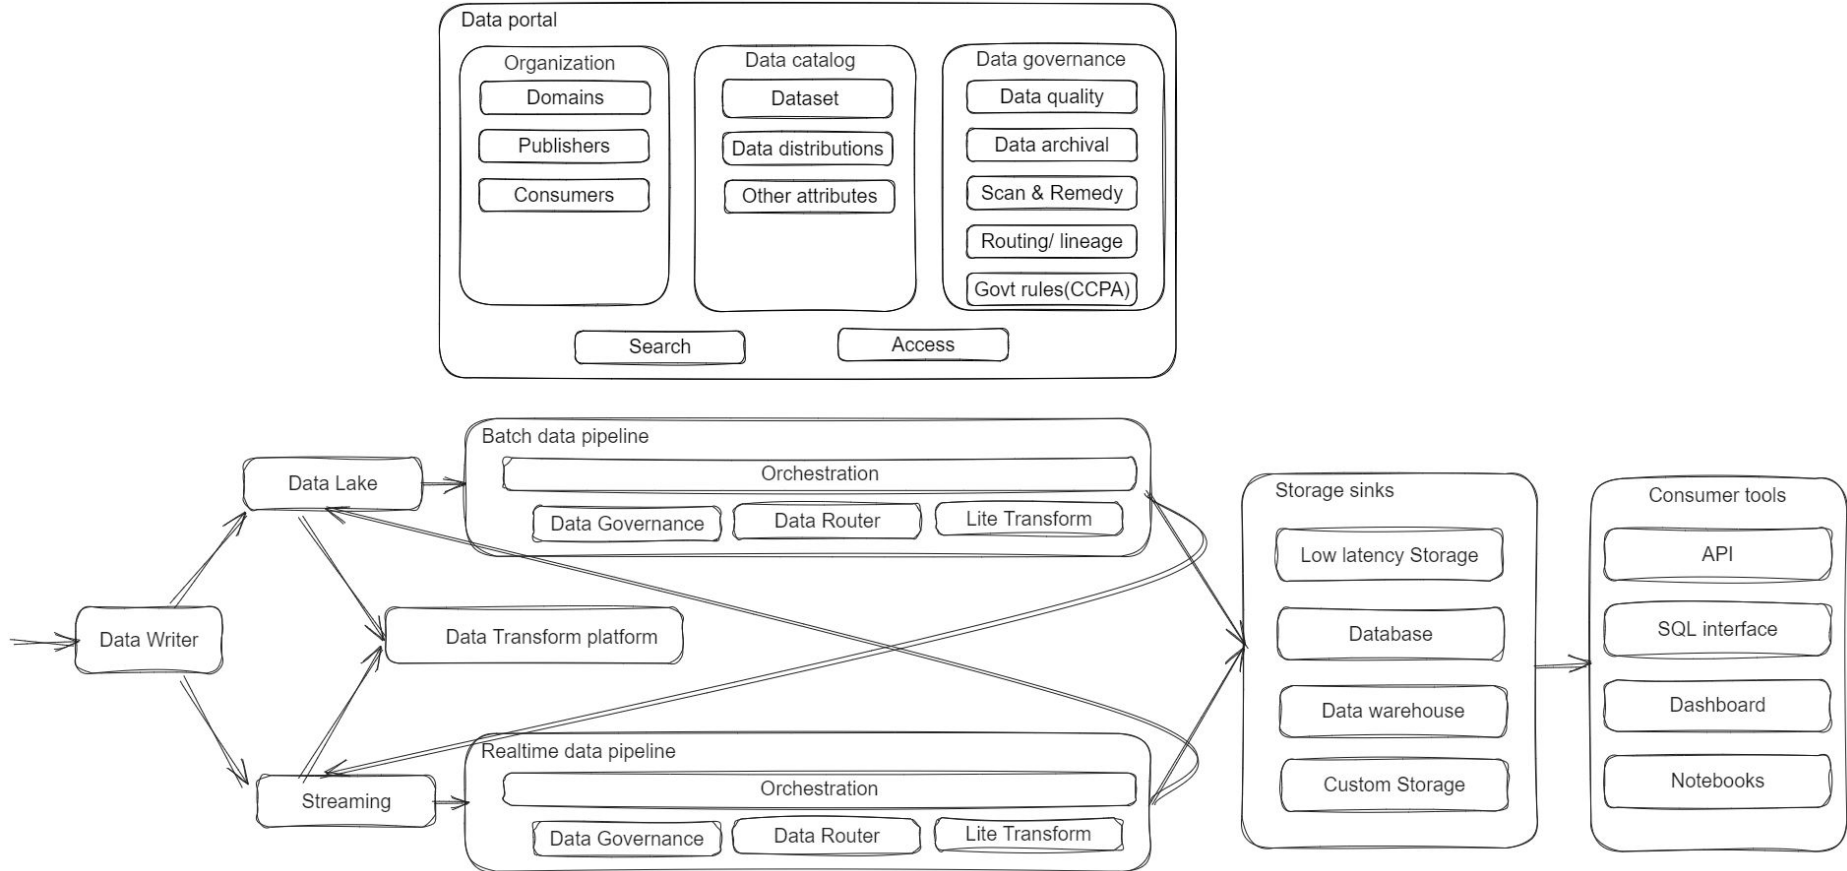 Data portal
Organization
Domains
Publishers
Consumers
Data catalog
Dataset
Data distributions
Other attributes
Data governance
Data quality
Data archival
Scan & Remedy
Routing/ lineage
Govt rules(CCPA)
Search
Access
Data Writer
Data Lake
Streaming
Data Transform platform
Batch data pipeline
Orchestration
Data Governance
Data Router
Lite Transform
Realtime data pipeline
Orchestration
Data Governance
Data Router
Lite Transform
Storage sinks
Low latency Storage
Database
Data warehouse
Custom Storage
Consumer tools
API
SQL interface
Dashboard
Notebooks